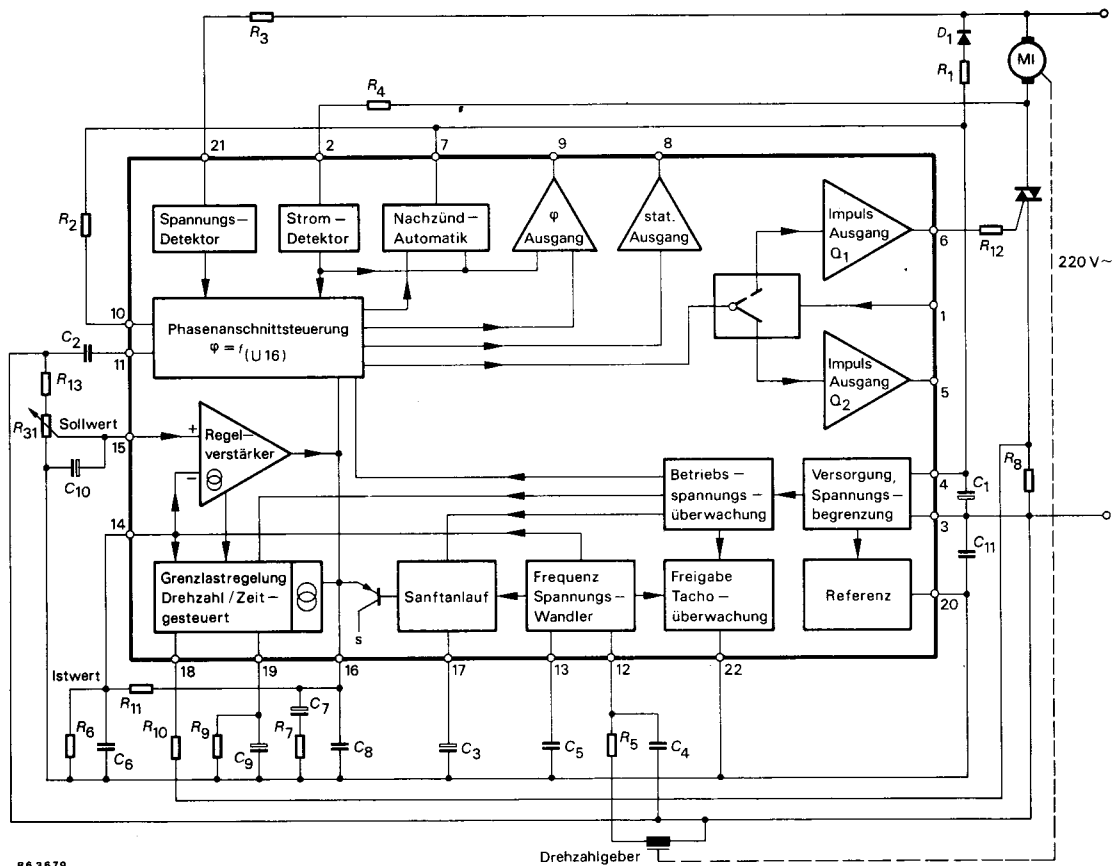 R3
D1
MI
R1
R4
21
2
7
9
8
R2
Spannungs-
Detektor
Strom-
Detektor
Nachzünd-
Automatik
φ
Ausgang
stat.
Ausgang
Impuls
Ausgang
Q1
6
R12
220 V~
10
C2
11
Phasenanschnittsteuerung
φ = f(U16)
1
R13
R31
Sollwert
15
C10
+
−
Regel-
verstärker
Impuls
Ausgang
Q2
5
14
Betriebs-
spannungs-
überwachung
Versorgung,
Spannungs-
begrenzung
4
C1
R8
3
C11
Grenzlastregelung
Drehzahl/Zeit-
gesteuert
s
Sanftanlauf
Frequenz
Spannungs-
Wandler
Freigabe
Tacho-
überwachung
Referenz
20
Istwert
18
19
16
17
13
12
22
R6
C6
R11
R10
R9
C9
C7
R7
C8
C3
C5
R5
C4
Drehzahlgeber
86 3679